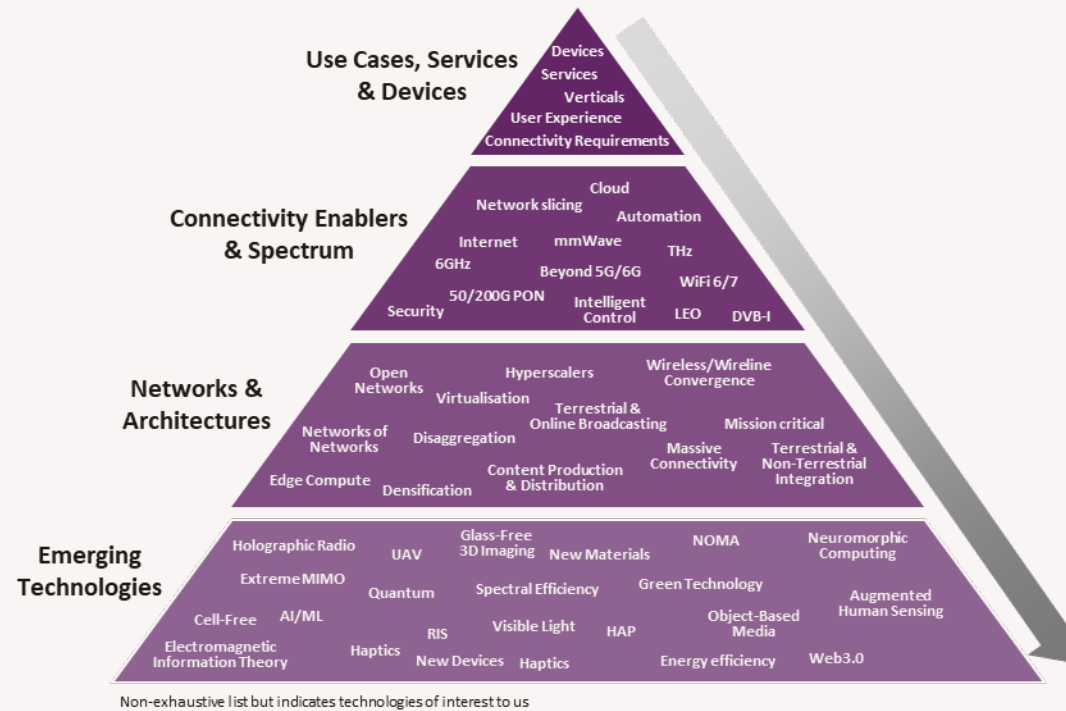 Use Cases, Services
& Devices
Devices
Services
Verticals
User Experience
Connectivity Requirements
Connectivity Enablers
& Spectrum
Cloud
Network slicing
Automation
Internet
mmWave
THz
6GHz
Beyond 5G/6G
WiFi 6/7
50/200G PON
Security
Intelligent
Control
LEO
DVB-I
Networks &
Architectures
Open
Networks
Hyperscalers
Wireless/Wireline
Convergence
Virtualisation
Terrestrial &
Online Broadcasting
Mission critical
Networks of
Networks
Disaggregation
Massive
Connectivity
Terrestrial &
Non-Terrestrial
Integration
Edge Compute
Densification
Content Production
& Distribution
Emerging
Technologies
Holographic Radio
UAV
Glass-Free
3D Imaging
New Materials
NOMA
Neuromorphic
Computing
Extreme MIMO
Quantum
Spectral Efficiency
Green Technology
Augmented
Human Sensing
Cell-Free
AI/ML
RIS
Visible Light
HAP
Object-Based
Media
Electromagnetic
Information Theory
Haptics
New Devices
Haptics
Energy efficiency
Web3.0
Non-exhaustive list but indicates technologies of interest to us